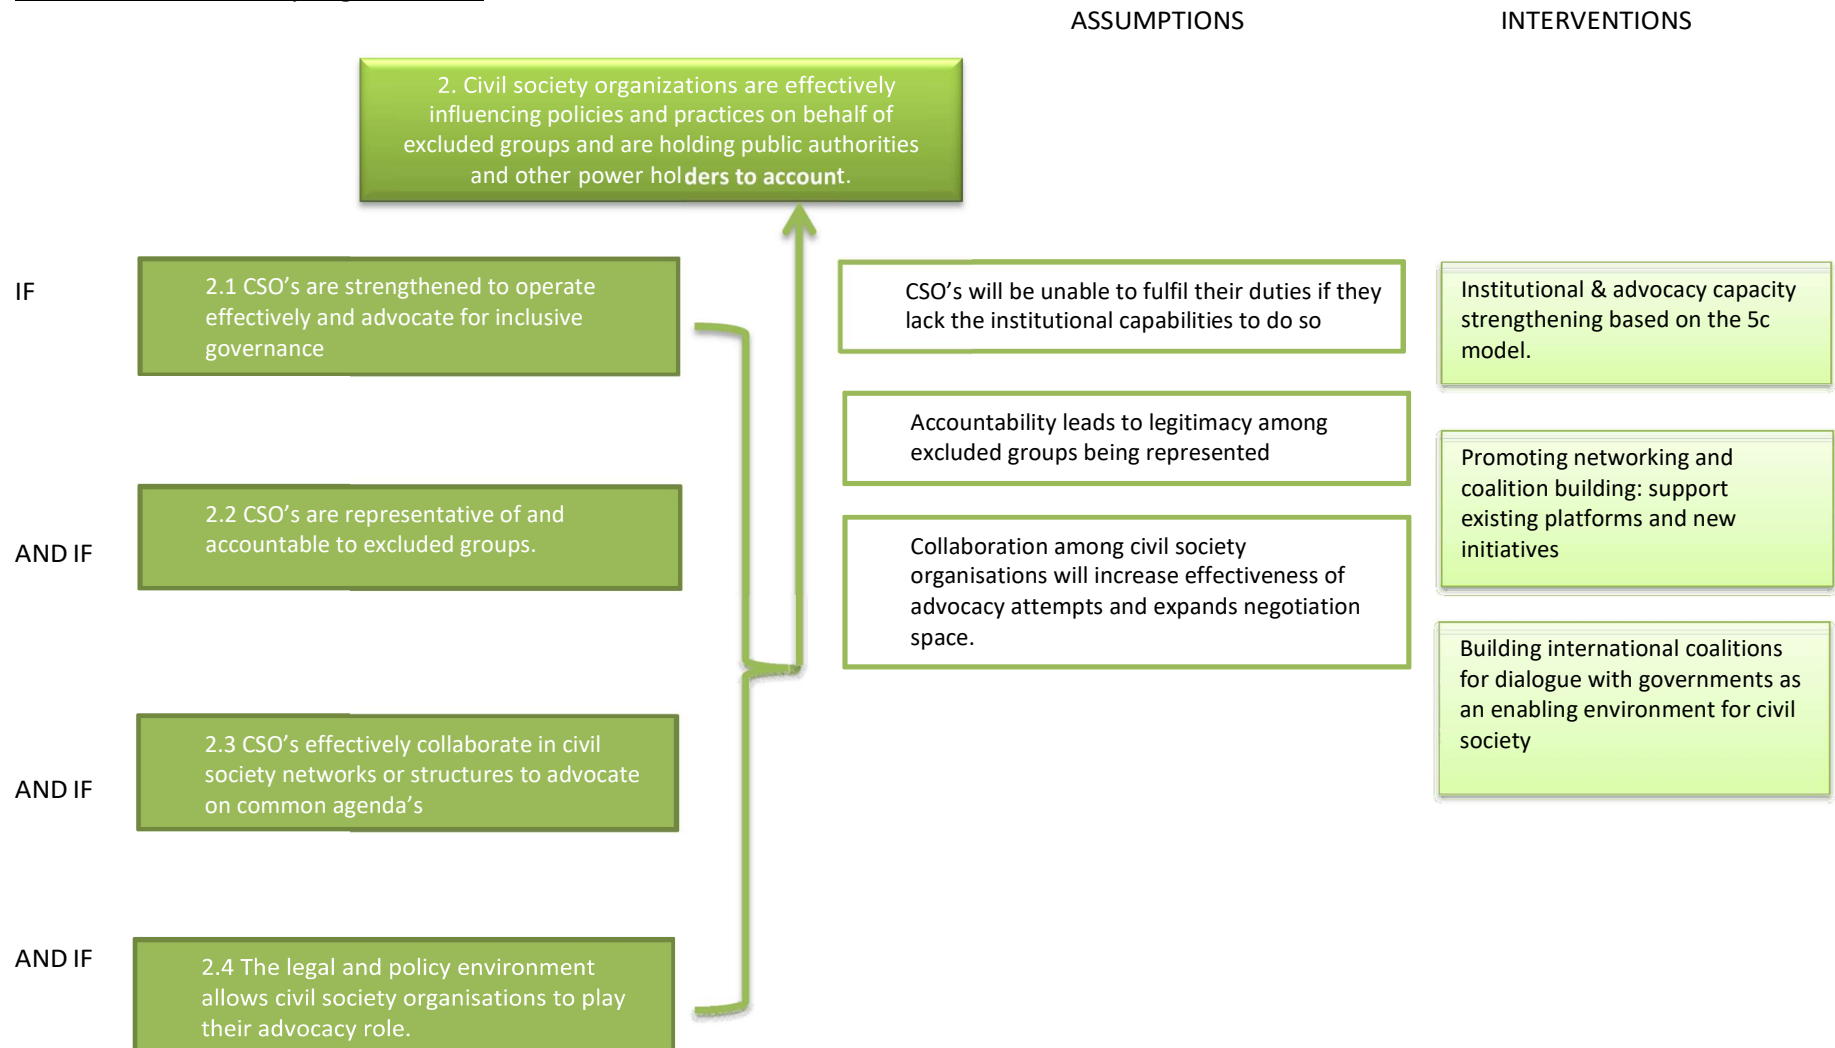 ASSUMPTIONS
INTERVENTIONS
2. Civil society organizations are effectively
influencing policies and practices on behalf of
excluded groups and are holding public authorities
and other power holders to account.
IF
2.1 CSO's are strengthened to operate
effectively and advocate for inclusive
governance
AND IF
2.2 CSO's are representative of and
accountable to excluded groups.
AND IF
2.3 CSO's effectively collaborate in civil
society networks or structures to advocate
on common agenda's
AND IF
2.4 The legal and policy environment
allows civil society organisations to play
their advocacy role.
CSO's will be unable to fulfil their duties if they
lack the institutional capabilities to do so
Accountability leads to legitimacy among
excluded groups being represented
Collaboration among civil society
organisations will increase effectiveness of
advocacy attempts and expands negotiation
space.
Institutional & advocacy capacity
strengthening based on the 5c
model.
Promoting networking and
coalition building: support
existing platforms and new
initiatives
Building international coalitions
for dialogue with governments as
an enabling environment for civil
society